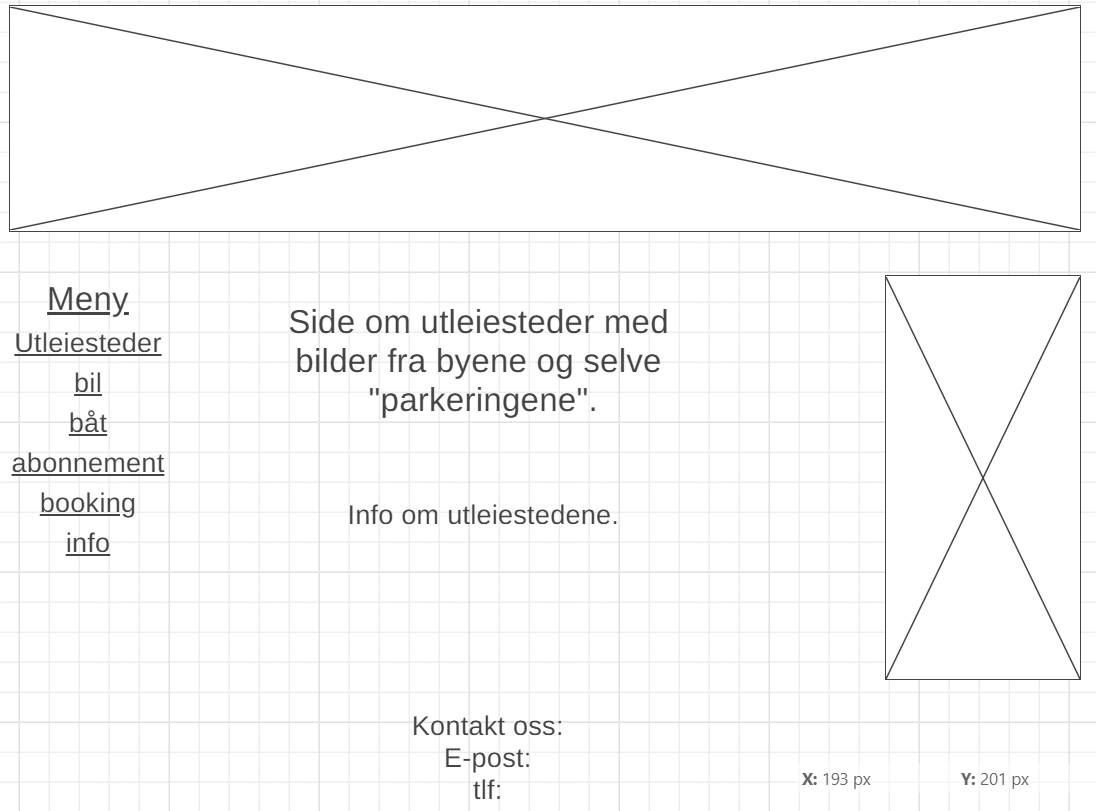 Meny
Utleiesteder
bil
båt
abonnement
booking
info
Side om utleiesteder med
bilder fra byene og selve
"parkeringene".
Info om utleiestedene.
Kontakt oss:
E-post:
tlf:
X: 193 px Y: 201 px